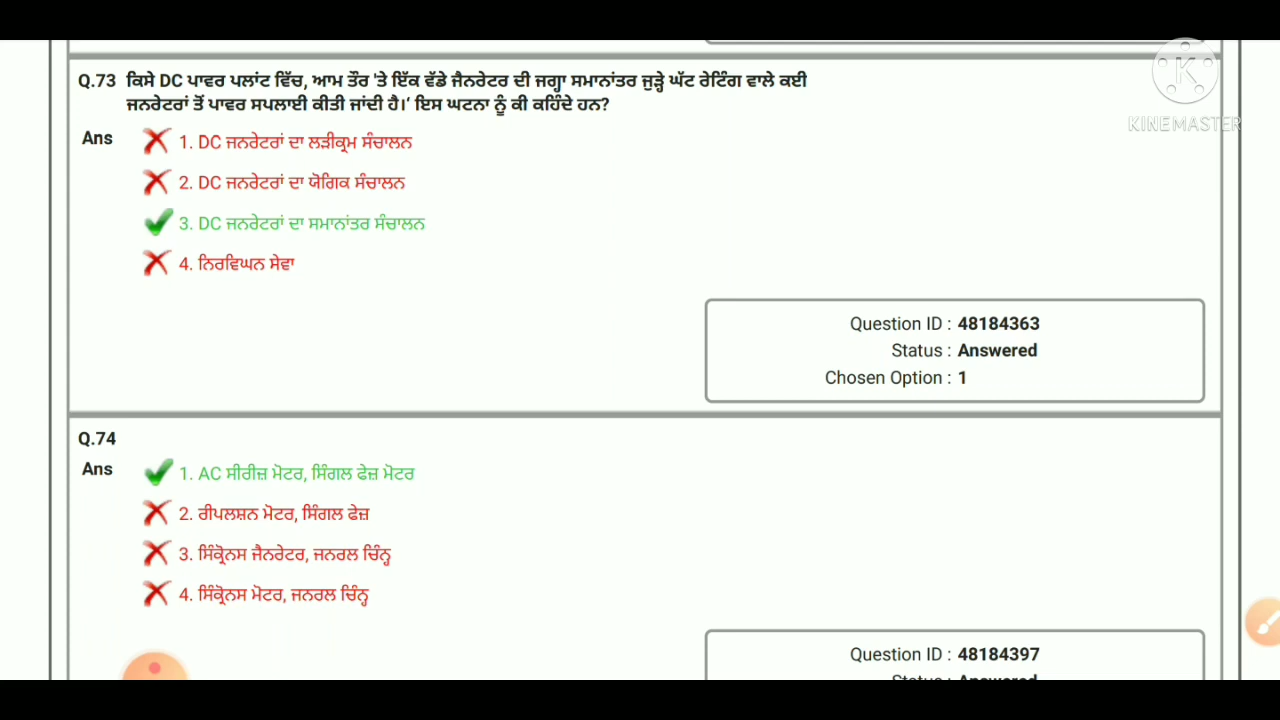 KINEMASTER
Q.73 ਕਿਸੇ DC ਪਾਵਰ ਪਲਾਂਟ ਵਿੱਚ, ਆਮ ਤੌਰ 'ਤੇ ਇੱਕ ਵੱਡੇ ਜੈਨਰੇਟਰ ਦੀ ਜਗ੍ਹਾ ਸਮਾਨਾਂਤਰ ਜੁੜ੍ਹੇ ਘੱਟ ਰੇਟਿੰਗ ਵਾਲੇ ਕਈ
ਜਨਰੇਟਰਾਂ ਤੋਂ ਪਾਵਰ ਸਪਲਾਈ ਕੀਤੀ ਜਾਂਦੀ ਹੈ।' ਇਸ ਘਟਨਾ ਨੂੰ ਕੀ ਕਹਿੰਦੇ ਹਨ?
Ans 1. DC ਜਨਰੇਟਰਾਂ ਦਾ ਲੜੀਕ੍ਰਮ ਸੰਚਾਲਨ
2. DC ਜਨਰੇਟਰਾਂ ਦਾ ਯੋਗਿਕ ਸੰਚਾਲਨ
3. DC ਜਨਰੇਟਰਾਂ ਦਾ ਸਮਾਨਾਂਤਰ ਸੰਚਾਲਨ
4. ਨਿਰਵਿਘਨ ਸੇਵਾ
Question ID : 48184363
Status : Answered
Chosen Option : 1
Q.74
Ans 1. AC ਸੀਰੀਜ਼ ਮੋਟਰ, ਸਿੰਗਲ ਫੇਜ਼ ਮੋਟਰ
2. ਰੀਪਲਸ਼ਨ ਮੋਟਰ, ਸਿੰਗਲ ਫੇਜ਼
3. ਸਿੰਕ੍ਰੋਨਸ ਜੈਨਰੇਟਰ, ਜਨਰਲ ਚਿੰਨ੍ਹ
4. ਸਿੰਕ੍ਰੋਨਸ ਮੋਟਰ, ਜਨਰਲ ਚਿੰਨ੍ਹ
Question ID : 48184397
Status : Answered